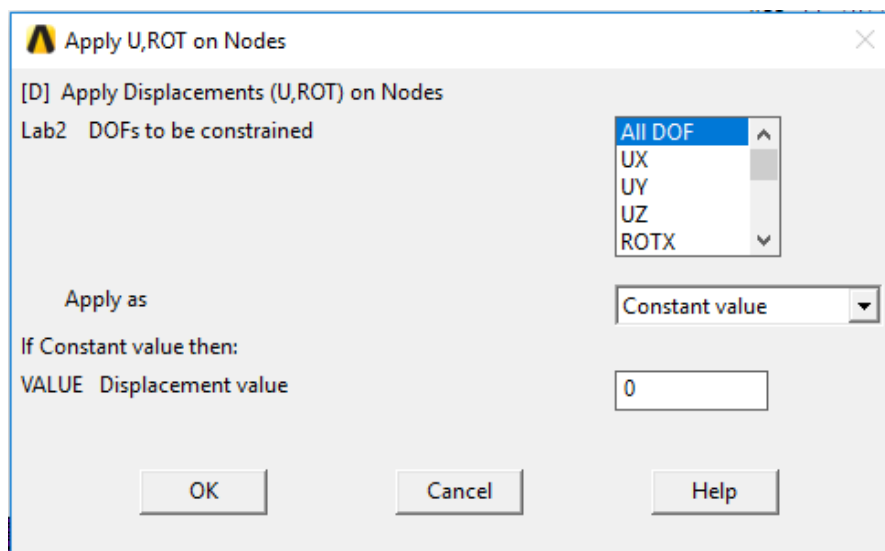 Apply U,ROT on Nodes
[D] Apply Displacements (U,ROT) on Nodes
Lab2 DOFs to be constrained
All DOF
UX
UY
UZ
ROTX
Apply as
Constant value
If Constant value then:
VALUE Displacement value
0
OK
Cancel
Help